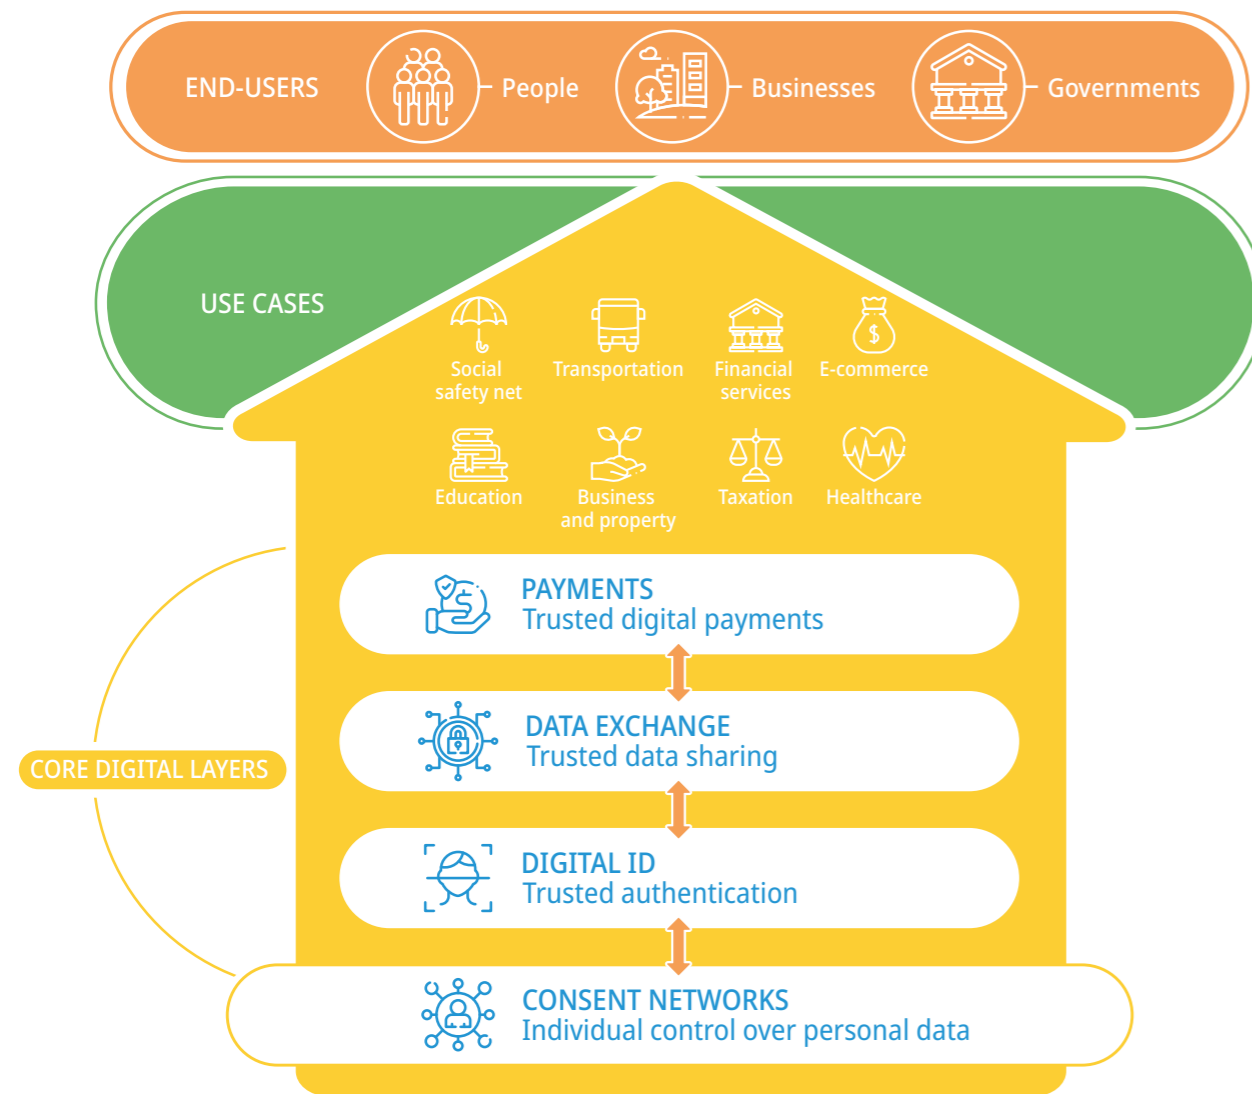 END-USERS
People
Businesses
Governments
USE CASES
Social
safety net
Transportation
Financial
services
E-commerce
Education
Business
and property
Taxation
Healthcare
CORE DIGITAL LAYERS
PAYMENTS
Trusted digital payments
DATA EXCHANGE
Trusted data sharing
DIGITAL ID
Trusted authentication
CONSENT NETWORKS
Individual control over personal data